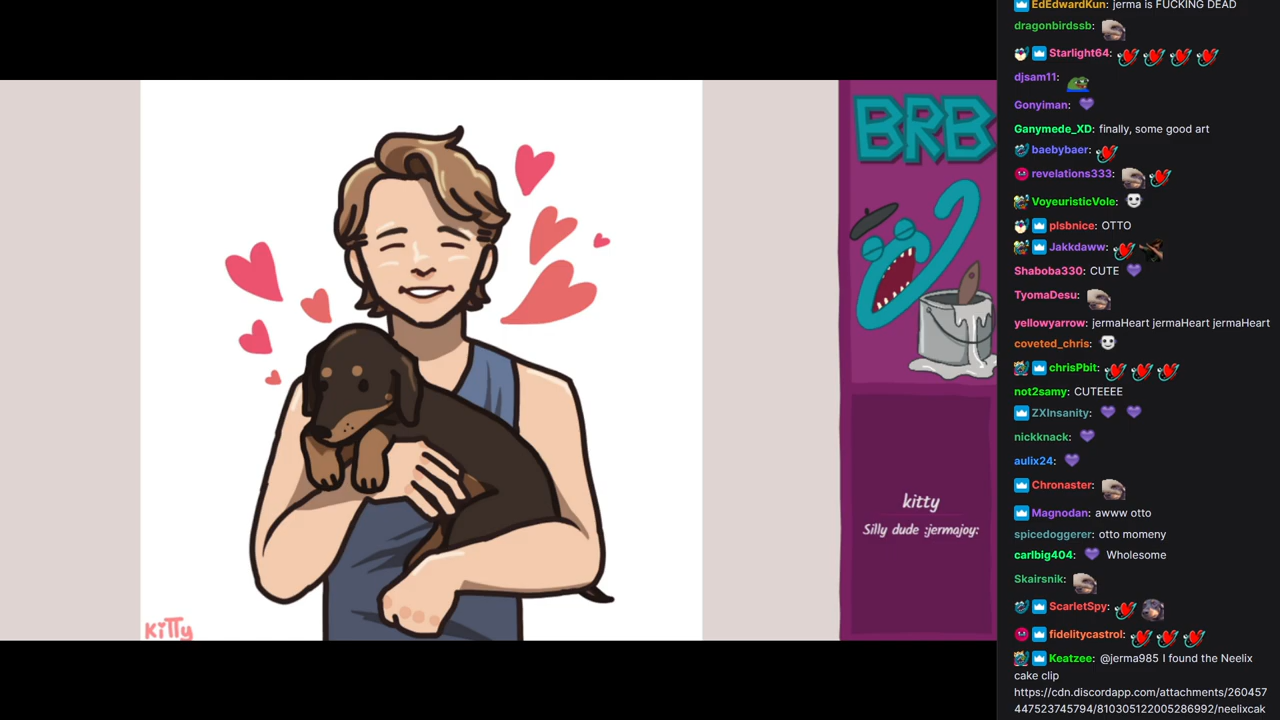 BRB
kitty
Silly dude :jermajoy:
KiTTy
EdEdwardKun: jerma is FUCKING DEAD
dragonbirdssb:
Starlight64:
djsam11:
Gonyiman:
Ganymede_XD: finally, some good art
baebybaer:
revelations333:
VoyeuristicVole:
plsbnice: OTTO
Jakkdaww:
Shaboba330: CUTE
TyomaDesu:
yellowyarrow: jermaHeart jermaHeart jermaHeart
coveted_chris:
chrisPbit:
not2samy: CUTEEEE
ZXInsanity:
nickknack:
aulix24:
Chronaster:
Magnodan: awww otto
spicedoggerer: otto momeny
carlbig404: Wholesome
Skairsnik:
ScarletSpy:
fidelitycastrol:
Keatzee: @jerma985 I found the Neelix
cake clip
https://cdn.discordapp.com/attachments/260457
447523745794/810305122005286992/neelixcak